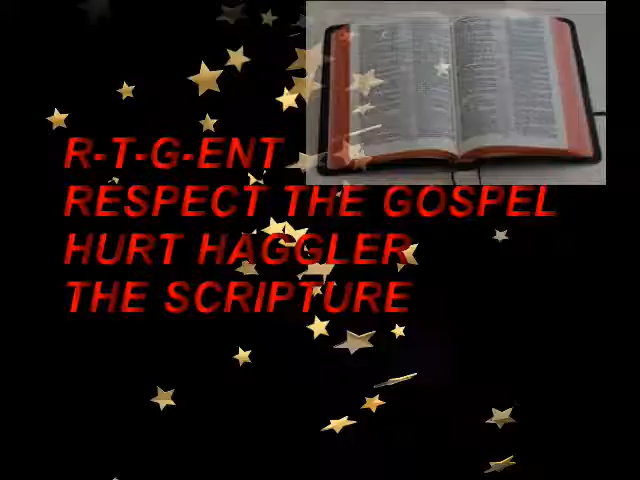 R-T-G-ENT
RESPECT THE GOSPEL
HURT HAGGLER
THE SCRIPTURE